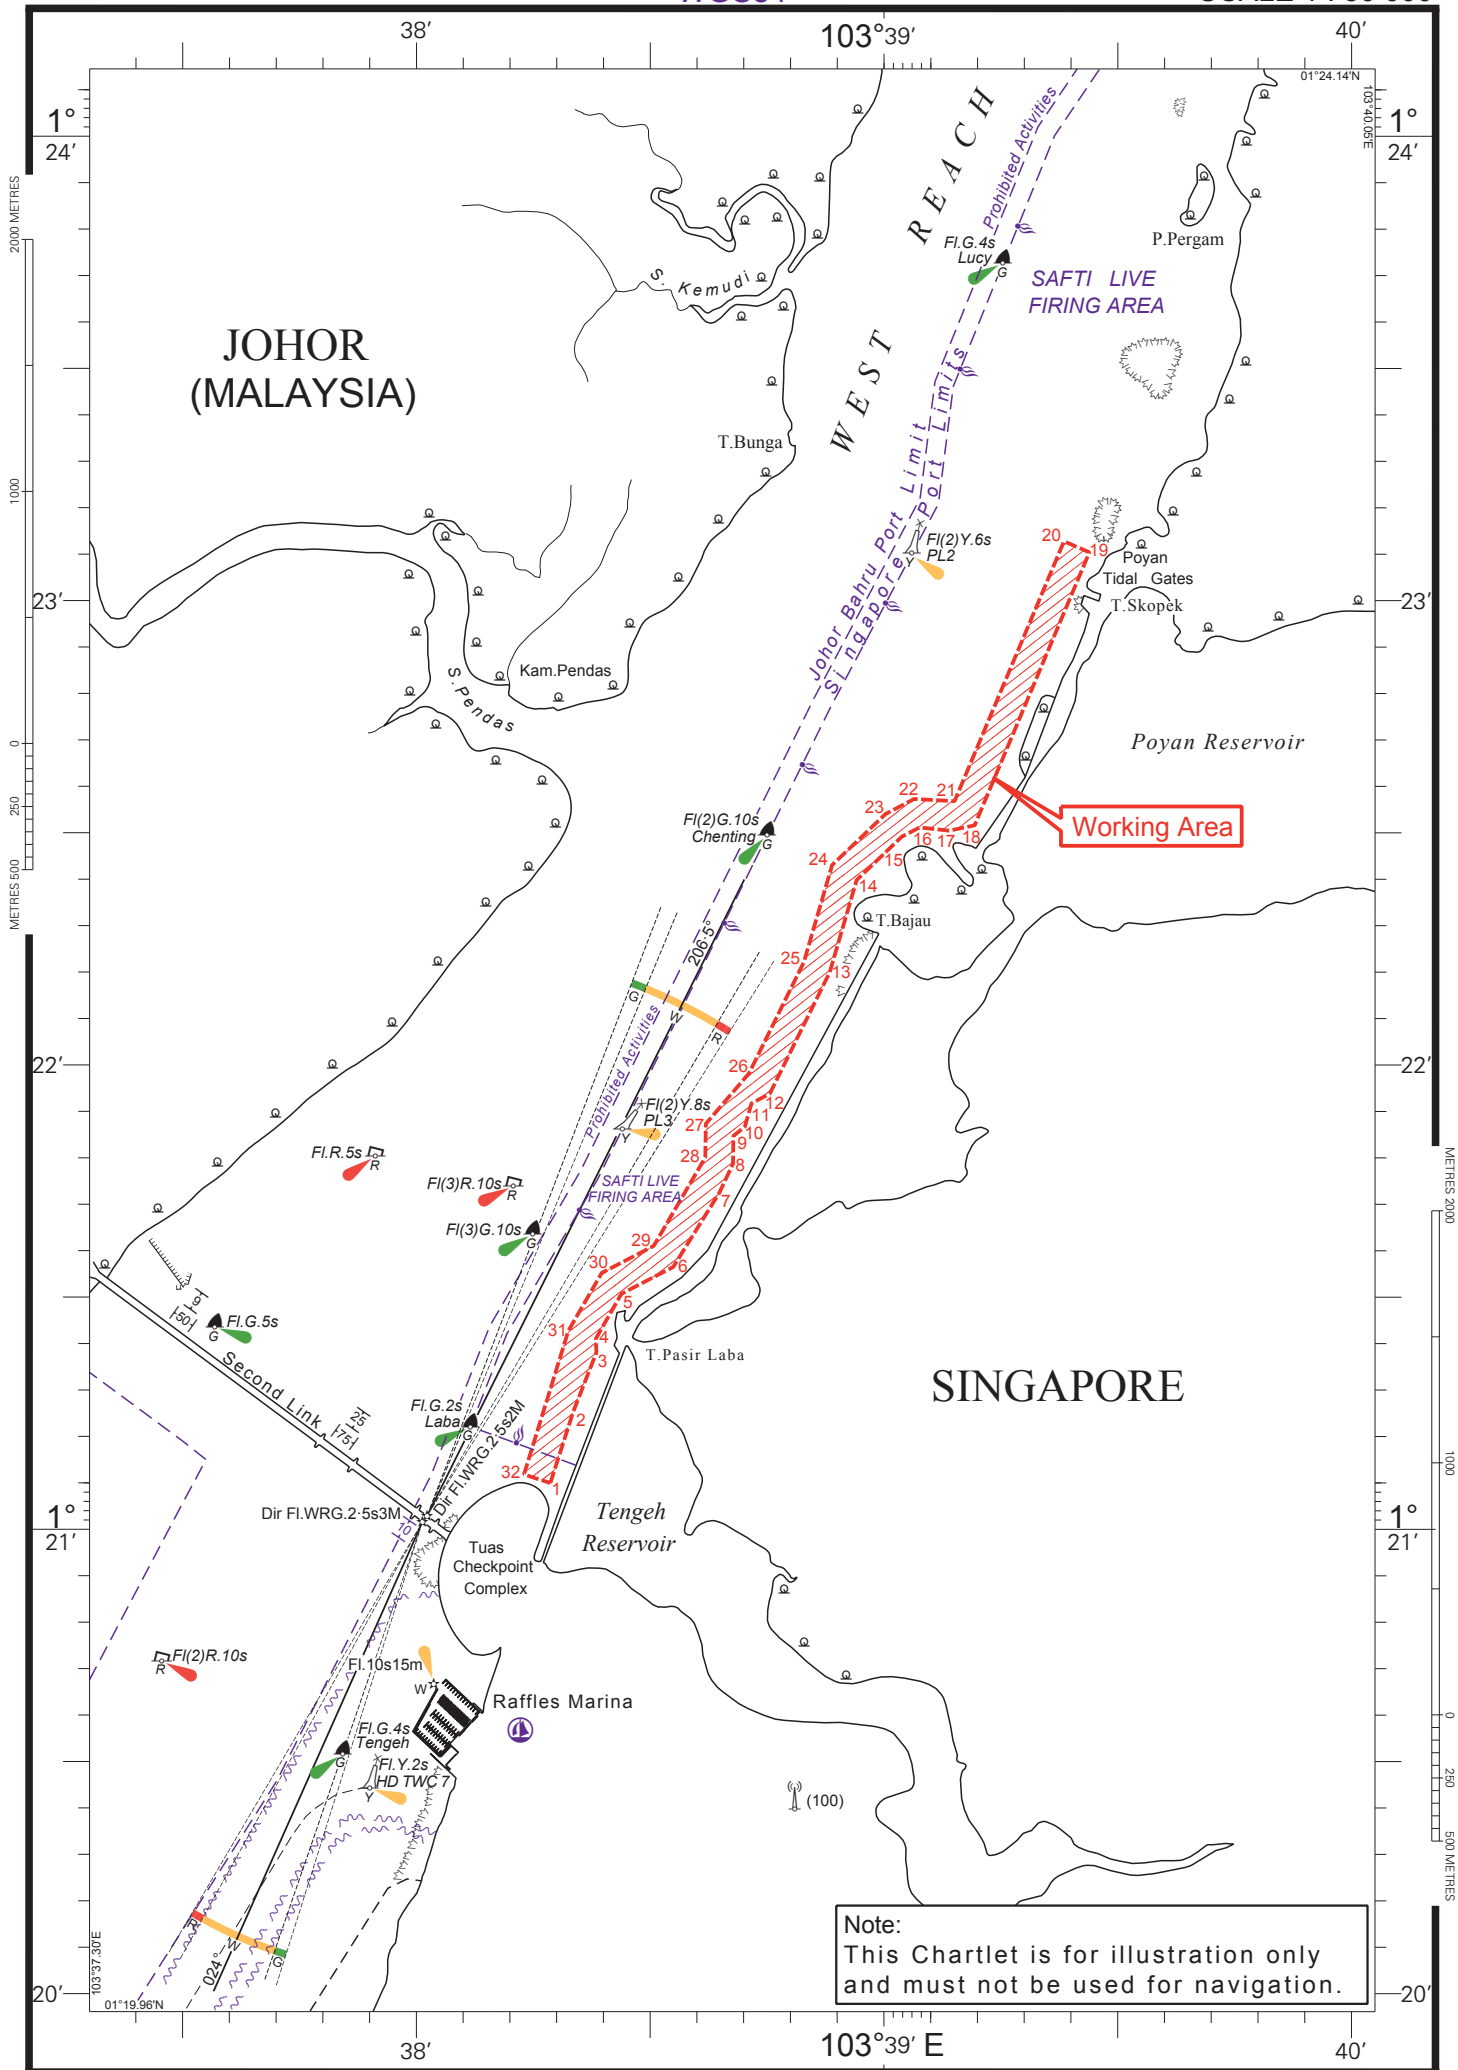 38'
103°39'
40'
01°24.14'N
103°40.05'E
1°
24'
1°
24'
2000 METRES
1000
0
250
METRES 500
WEST REACH
Prohibited Activities
Fl.G.4s
Lucy
G
SAFTI LIVE
FIRING AREA
P.Pergam
S. Kemudi
JOHOR
(MALAYSIA)
T.Bunga
Johor Bahru Port Limit
Singapore Port Limits
Fl(2)Y.6s
PL2
Y
20
19
Poyan
Tidal Gates
T.Skopek
23'
23'
Kam.Pendas
S.Pendas
Poyan Reservoir
Fl(2)G.10s
Chenting
G
22
21
23
Working Area
16
17
18
15
24
14
T.Bajau
206·5°
25
13
G
W
R
Prohibited Activities
26
22'
22'
12
11
10
27
9
28
8
7
Fl(2)Y.8s
PL3
Y
Fl.R.5s
R
Fl(3)R.10s
R
Fl(3)G.10s
G
SAFTI LIVE
FIRING AREA
29
30
6
5
31
4
3
T.Pasir Laba
2
32
1
9
50
Fl.G.5s
G
Second Link
25
75
Fl.G.2s
Laba
G
Dir Fl.WRG.2·5s2M
Dir Fl.WRG.2·5s3M
10
SINGAPORE
METRES 2000
1000
0
250
500 METRES
1°
21'
1°
21'
Tengeh
Reservoir
Tuas
Checkpoint
Complex
Fl(2)R.10s
R
Fl.10s15m
W
Raffles Marina
Fl.G.4s
Tengeh
G
Fl.Y.2s
HD TWC 7
Y
(100)
R
W
G
024°
Note:
This Chartlet is for illustration only
and must not be used for navigation.
103°37.30'E
01°19.96'N
20'
20'
38'
103°39' E
40'